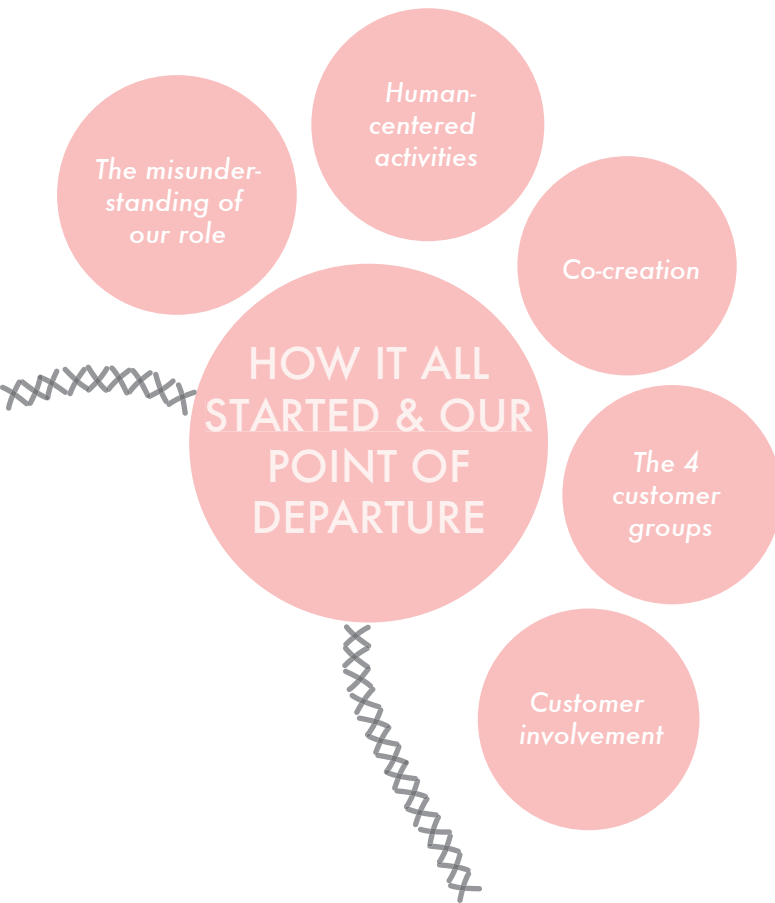 Human-
centered
activities
The misunder-
standing of
our role
Co-creation
HOW IT ALL
STARTED & OUR
POINT OF
DEPARTURE
The 4
customer
groups
Customer
involvement